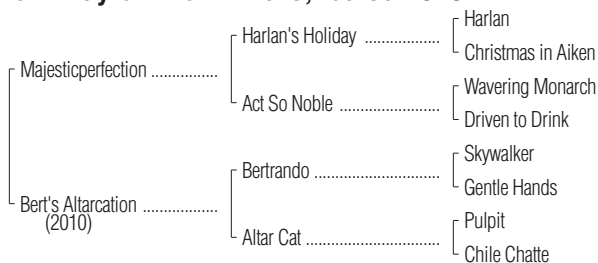 Harlan
Harlan's Holiday ....................
Christmas in Aiken
Majesticperfection ...............
Wavering Monarch
Act So Noble ...........................
Driven to Drink
Skywalker
Bertrando .................................
Gentle Hands
Bert's Altarcation .................
(2010)
Pulpit
Altar Cat ...................................
Chile Chatte